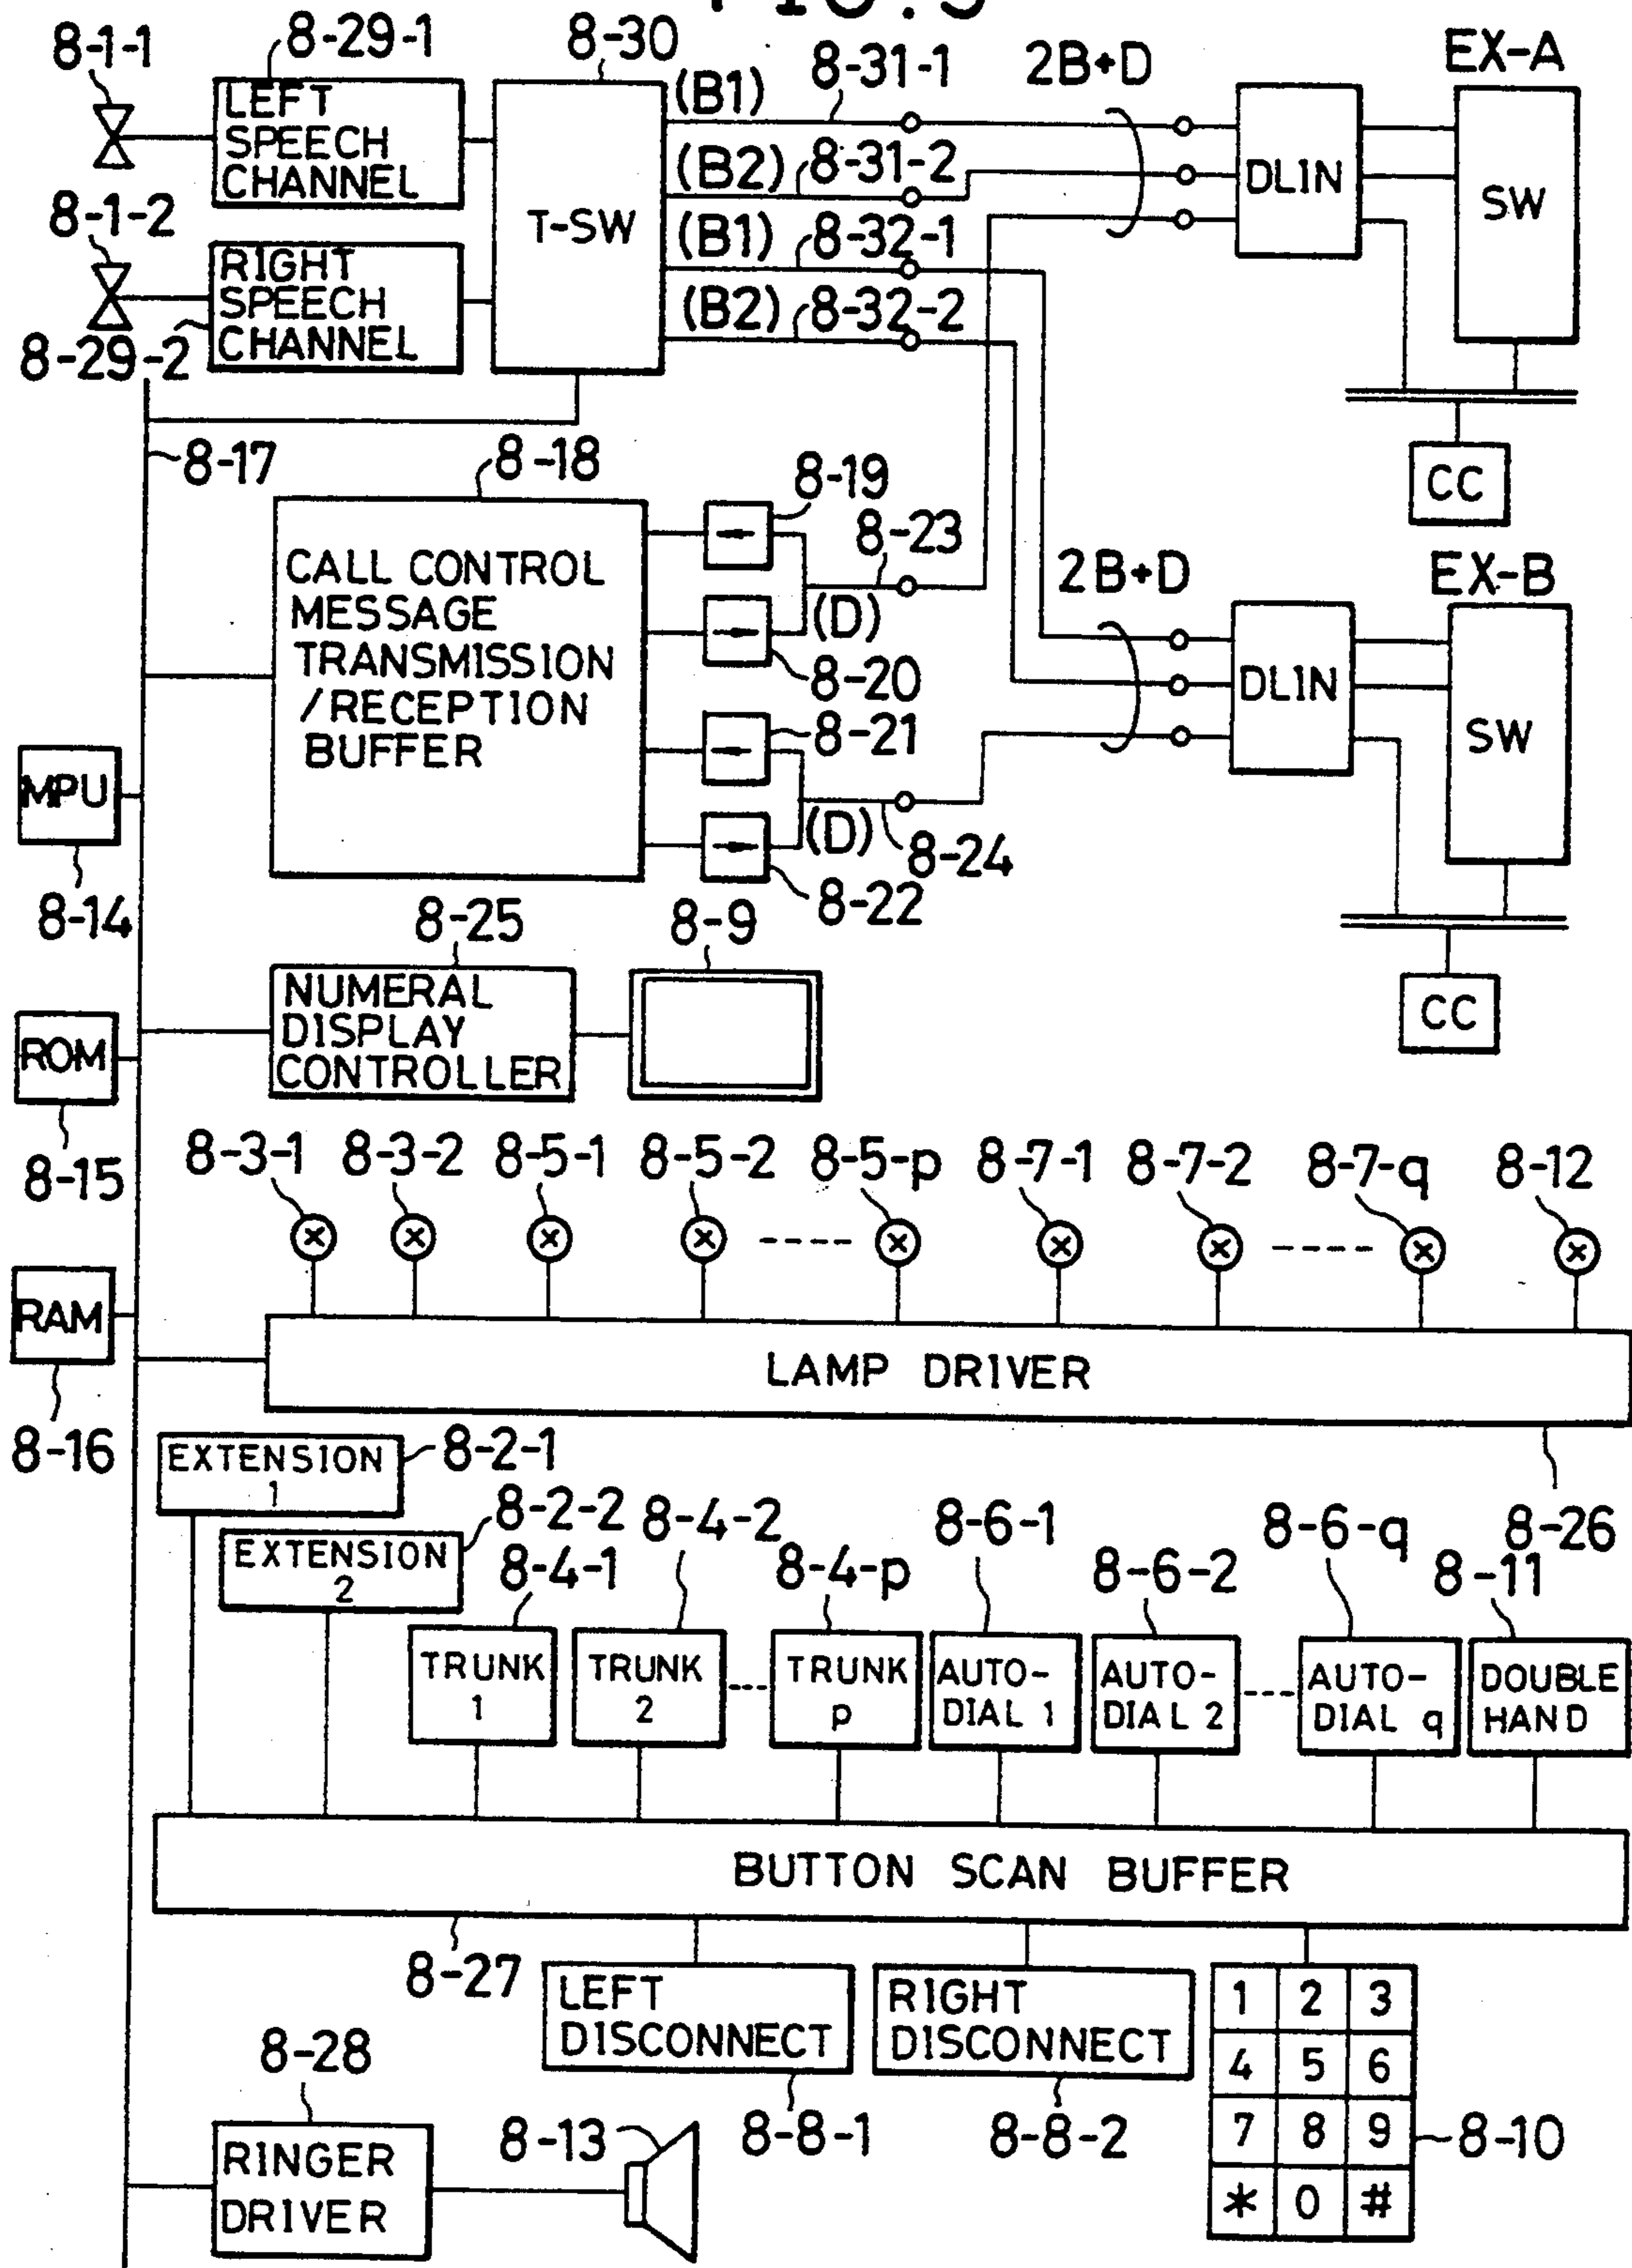 8-1-1
8-29-1
8-30
8-31-1
2B+D
EX-A
LEFT
SPEECH
CHANNEL
(B1)
(B2)
8-31-2
DLIN
SW
T-SW
8-1-2
(B1)
8-32-1
RIGHT
SPEECH
CHANNEL
(B2)
8-32-2
8-29-2
8-17
8-18
8-19
8-23
CC
CALL CONTROL
MESSAGE
TRANSMISSION
/RECEPTION
BUFFER
(D)
8-20
2B+D
EX-B
DLIN
SW
8-21
MPU
(D)
8-24
8-22
8-14
8-25
8-9
NUMERAL
DISPLAY
CONTROLLER
CC
ROM
8-15
8-3-1
8-3-2
8-5-1
8-5-2
8-5-p
8-7-1
8-7-2
8-7-q
8-12
RAM
LAMP DRIVER
8-16
EXTENSION
1
8-2-1
8-26
EXTENSION
2
8-2-2
8-4-1
8-4-2
8-4-p
8-6-1
8-6-2
8-6-q
8-11
TRUNK
1
TRUNK
2
TRUNK
p
AUTO-
DIAL 1
AUTO-
DIAL 2
AUTO-
DIAL q
DOUBLE
HAND
BUTTON SCAN BUFFER
8-27
LEFT
DISCONNECT
RIGHT
DISCONNECT
1 2 3
4 5 6
7 8 9
* 0 #
8-8-1
8-8-2
8-10
8-28
8-13
RINGER
DRIVER